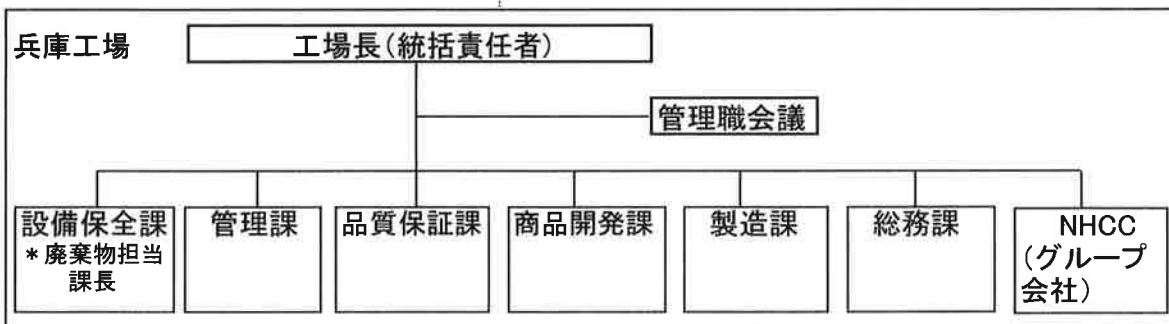 兵庫工場
工場長(統括責任者)
管理職会議
設備保全課
＊廃棄物担当
課長
管理課
品質保証課
商品開発課
製造課
総務課
NHCC
(グループ
会社)